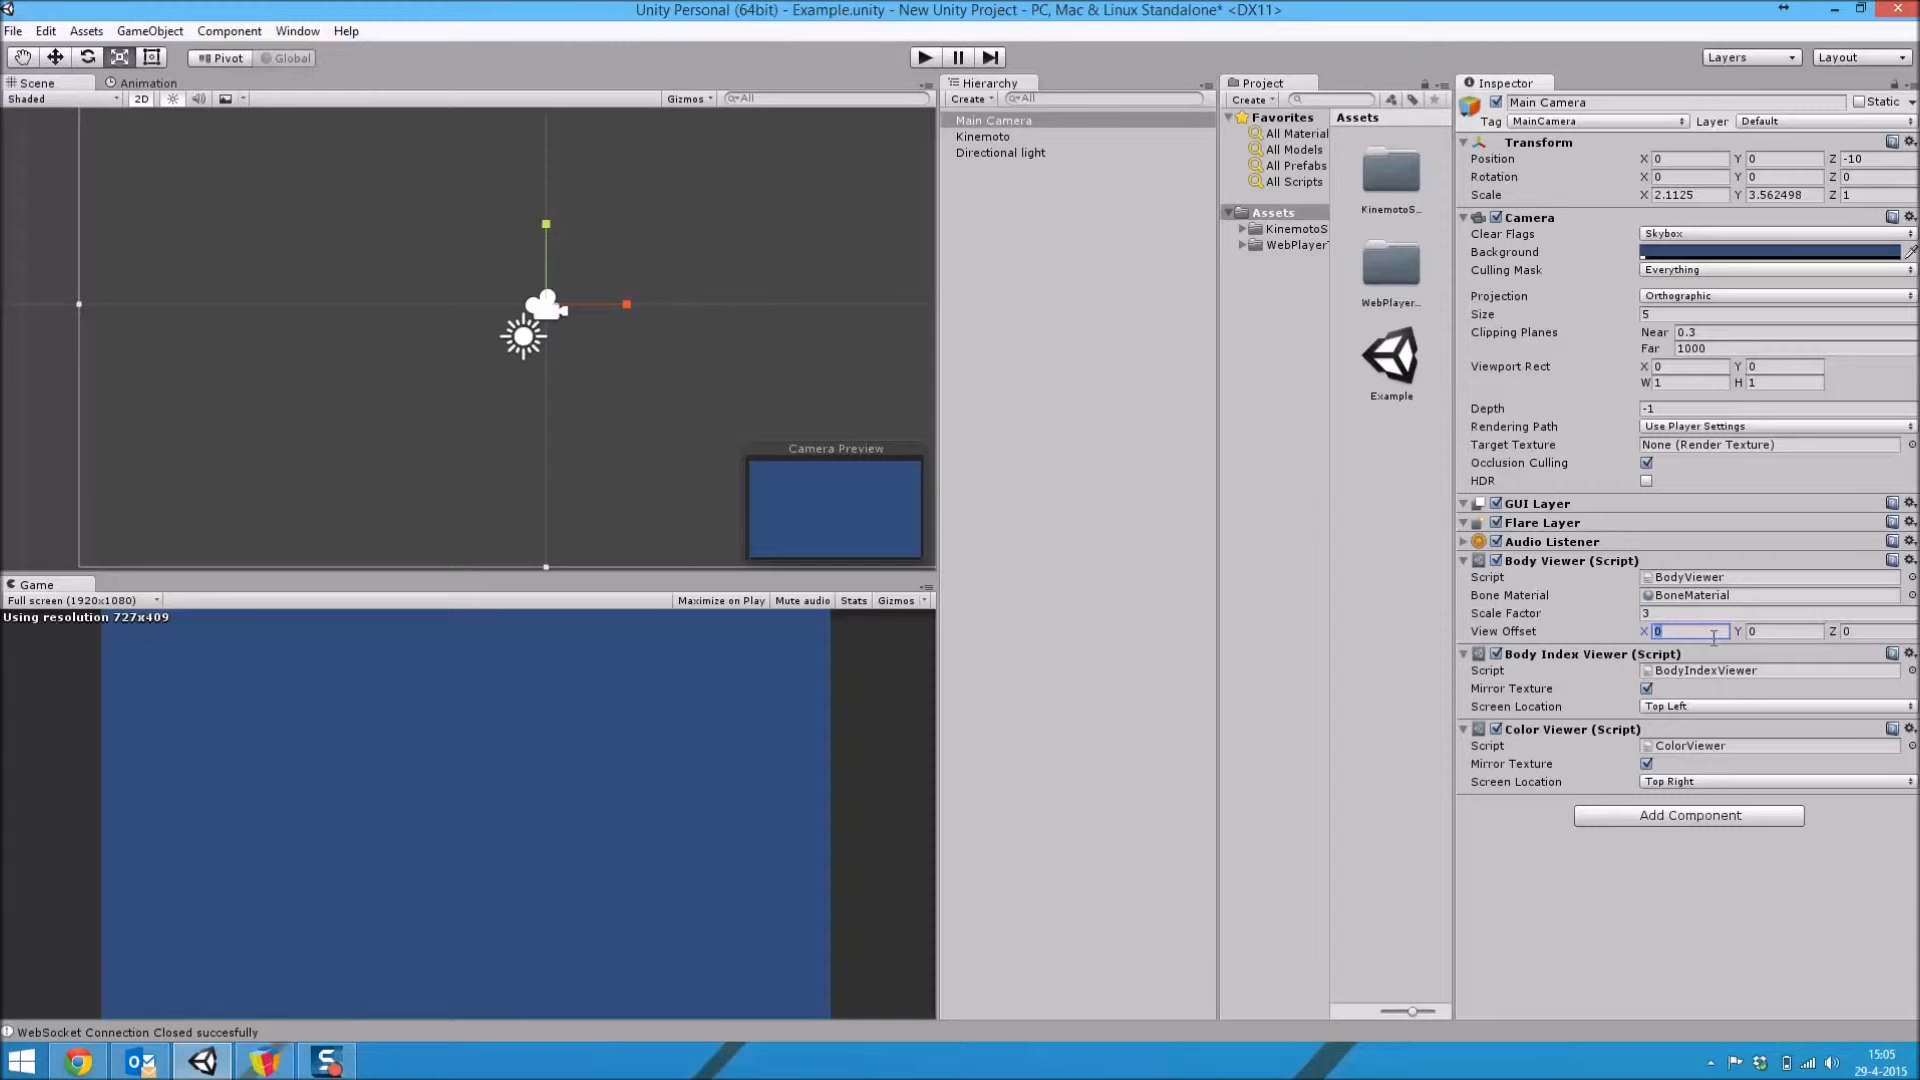 Unity Personal (64bit) - Example.unity - New Unity Project - PC, Mac & Linux Standalone* <DX11>
File Edit Assets GameObject Component Window Help
Pivot Global Layers Layout
Scene Animation
Shaded 2D Gizmos All
Camera Preview
Game
Full screen (1920x1080) Maximize on Play Mute audio Stats Gizmos
Using resolution 727x409
Hierarchy
Create All
Main Camera
Kinemoto
Directional light
Project
Create
Favorites
All Material
All Models
All Prefabs
All Scripts
Assets
KinemotoS
WebPlayerT
Assets
KinemotoS...
WebPlayer...
Example
Inspector
Main Camera Static
Tag MainCamera Layer Default
Transform
Position X 0 Y 0 Z -10
Rotation X 0 Y 0 Z 0
Scale X 2.1125 Y 3.562498 Z 1
Camera
Clear Flags Skybox
Background
Culling Mask Everything
Projection Orthographic
Size 5
Clipping Planes Near 0.3
Far 1000
Viewport Rect X 0 Y 0
W 1 H 1
Depth -1
Rendering Path Use Player Settings
Target Texture None (Render Texture)
Occlusion Culling
HDR
GUI Layer
Flare Layer
Audio Listener
Body Viewer (Script)
Script BodyViewer
Bone Material BoneMaterial
Scale Factor 3
View Offset X 0 Y 0 Z 0
Body Index Viewer (Script)
Script BodyIndexViewer
Mirror Texture
Screen Location Top Left
Color Viewer (Script)
Script ColorViewer
Mirror Texture
Screen Location Top Right
Add Component
WebSocket Connection Closed succesfully
15:05
29-4-2015